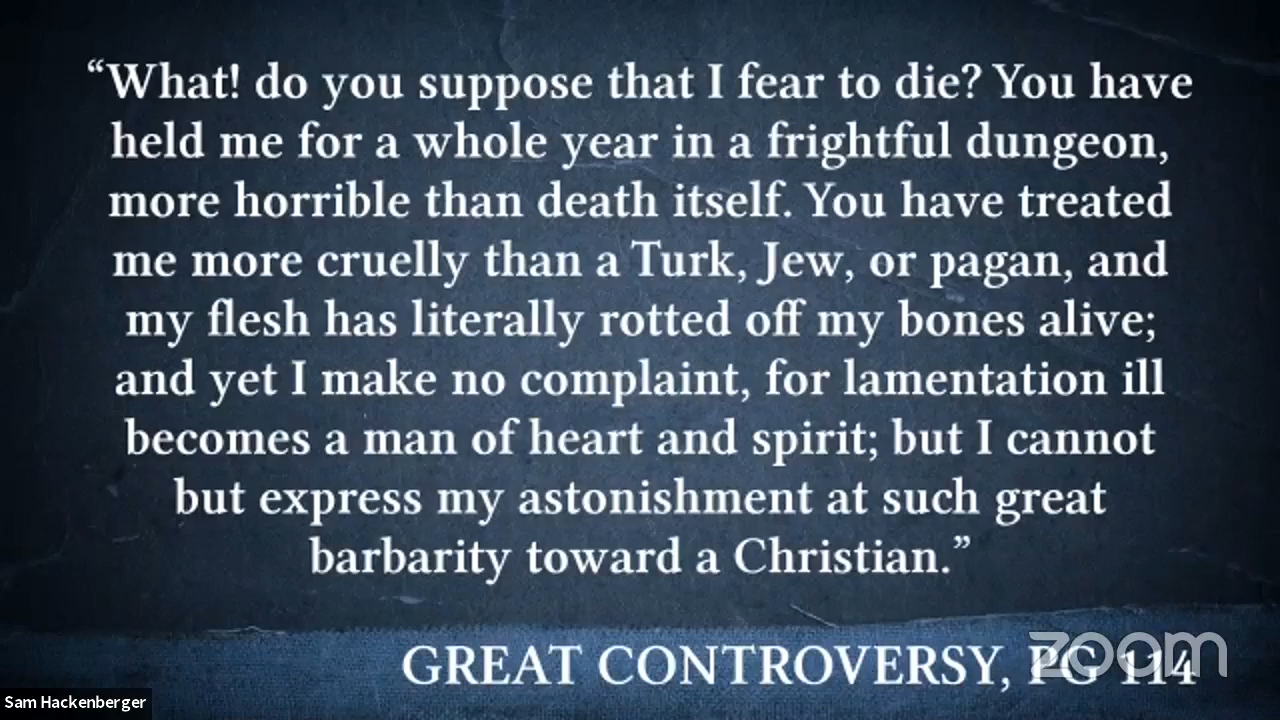 “What! do you suppose that I fear to die? You have
held me for a whole year in a frightful dungeon,
more horrible than death itself. You have treated
me more cruelly than a Turk, Jew, or pagan, and
my flesh has literally rotted off my bones alive;
and yet I make no complaint, for lamentation ill
becomes a man of heart and spirit; but I cannot
but express my astonishment at such great
barbarity toward a Christian.”
GREAT CONTROVERSY, PG 114
zoom
Sam Hackenberger